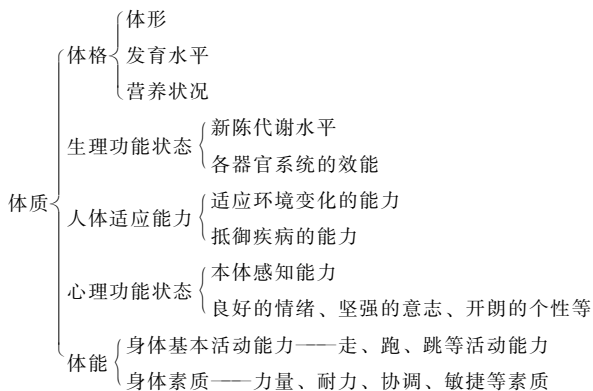 体形
体格
发育水平
营养状况
新陈代谢水平
生理功能状态
各器官系统的效能
体质
适应环境变化的能力
人体适应能力
抵御疾病的能力
本体感知能力
心理功能状态
良好的情绪、坚强的意志、开朗的个性等
身体基本活动能力——走、跑、跳等活动能力
体能
身体素质——力量、耐力、协调、敏捷等素质